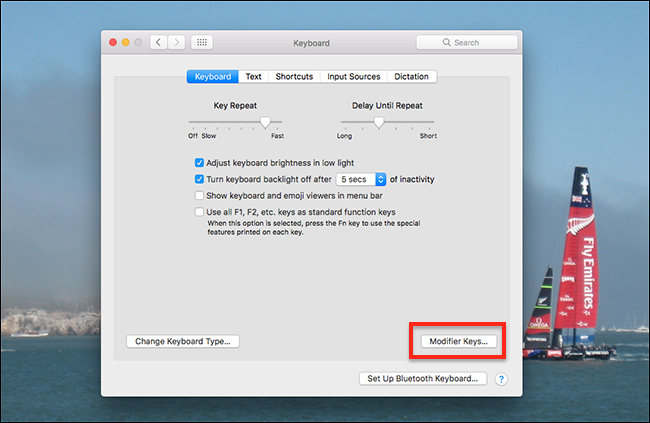 Keyboard
Search
Keyboard Text Shortcuts Input Sources Dictation
Key Repeat Delay Until Repeat
Off Slow Fast Long Short
Adjust keyboard brightness in low light
Turn keyboard backlight off after 5 secs of inactivity
Show keyboard and emoji viewers in menu bar
Use all F1, F2, etc. keys as standard function keys
When this option is selected, press the Fn key to use the special
features printed on each key.
Change Keyboard Type... Modifier Keys...
Set Up Bluetooth Keyboard... ?
Fly Emirates
OMEGA